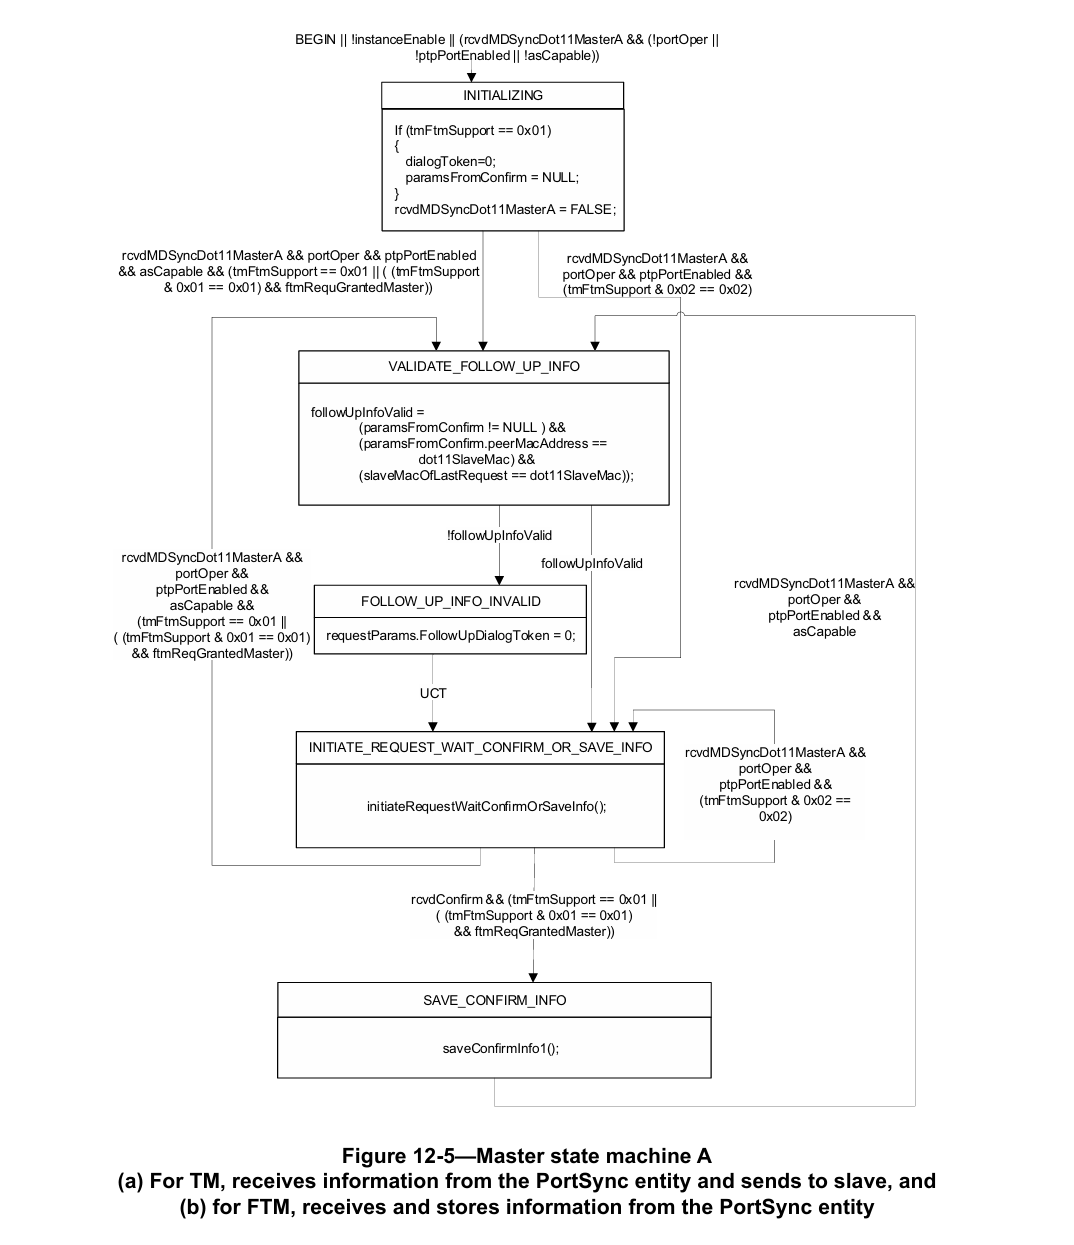 BEGIN || !instanceEnable || (rcvdMDSyncDot11MasterA && (!portOper ||
!ptpPortEnabled || !asCapable))
INITIALIZING
If (tmFtmSupport == 0x01)
{
dialogToken=0;
paramsFromConfirm = NULL;
}
rcvdMDSyncDot11MasterA = FALSE;
rcvdMDSyncDot11MasterA && portOper && ptpPortEnabled
&& asCapable && (tmFtmSupport == 0x01 || ( (tmFtmSupport
& 0x01 == 0x01) && ftmRequGrantedMaster))
rcvdMDSyncDot11MasterA &&
portOper && ptpPortEnabled &&
(tmFtmSupport & 0x02 == 0x02)
VALIDATE_FOLLOW_UP_INFO
followUpInfoValid =
(paramsFromConfirm != NULL ) &&
(paramsFromConfirm.peerMacAddress ==
dot11SlaveMac) &&
(slaveMacOfLastRequest == dot11SlaveMac));
!followUpInfoValid
followUpInfoValid
rcvdMDSyncDot11MasterA &&
portOper &&
ptpPortEnabled &&
asCapable &&
(tmFtmSupport == 0x01 ||
( (tmFtmSupport & 0x01 == 0x01)
&& ftmReqGrantedMaster))
FOLLOW_UP_INFO_INVALID
requestParams.FollowUpDialogToken = 0;
rcvdMDSyncDot11MasterA &&
portOper &&
ptpPortEnabled &&
asCapable
UCT
INITIATE_REQUEST_WAIT_CONFIRM_OR_SAVE_INFO
initiateRequestWaitConfirmOrSaveInfo();
rcvdMDSyncDot11MasterA &&
portOper &&
ptpPortEnabled &&
(tmFtmSupport & 0x02 ==
0x02)
rcvdConfirm && (tmFtmSupport == 0x01 ||
( (tmFtmSupport & 0x01 == 0x01)
&& ftmReqGrantedMaster))
SAVE_CONFIRM_INFO
saveConfirmInfo1();
Figure 12-5—Master state machine A
(a) For TM, receives information from the PortSync entity and sends to slave, and
(b) for FTM, receives and stores information from the PortSync entity